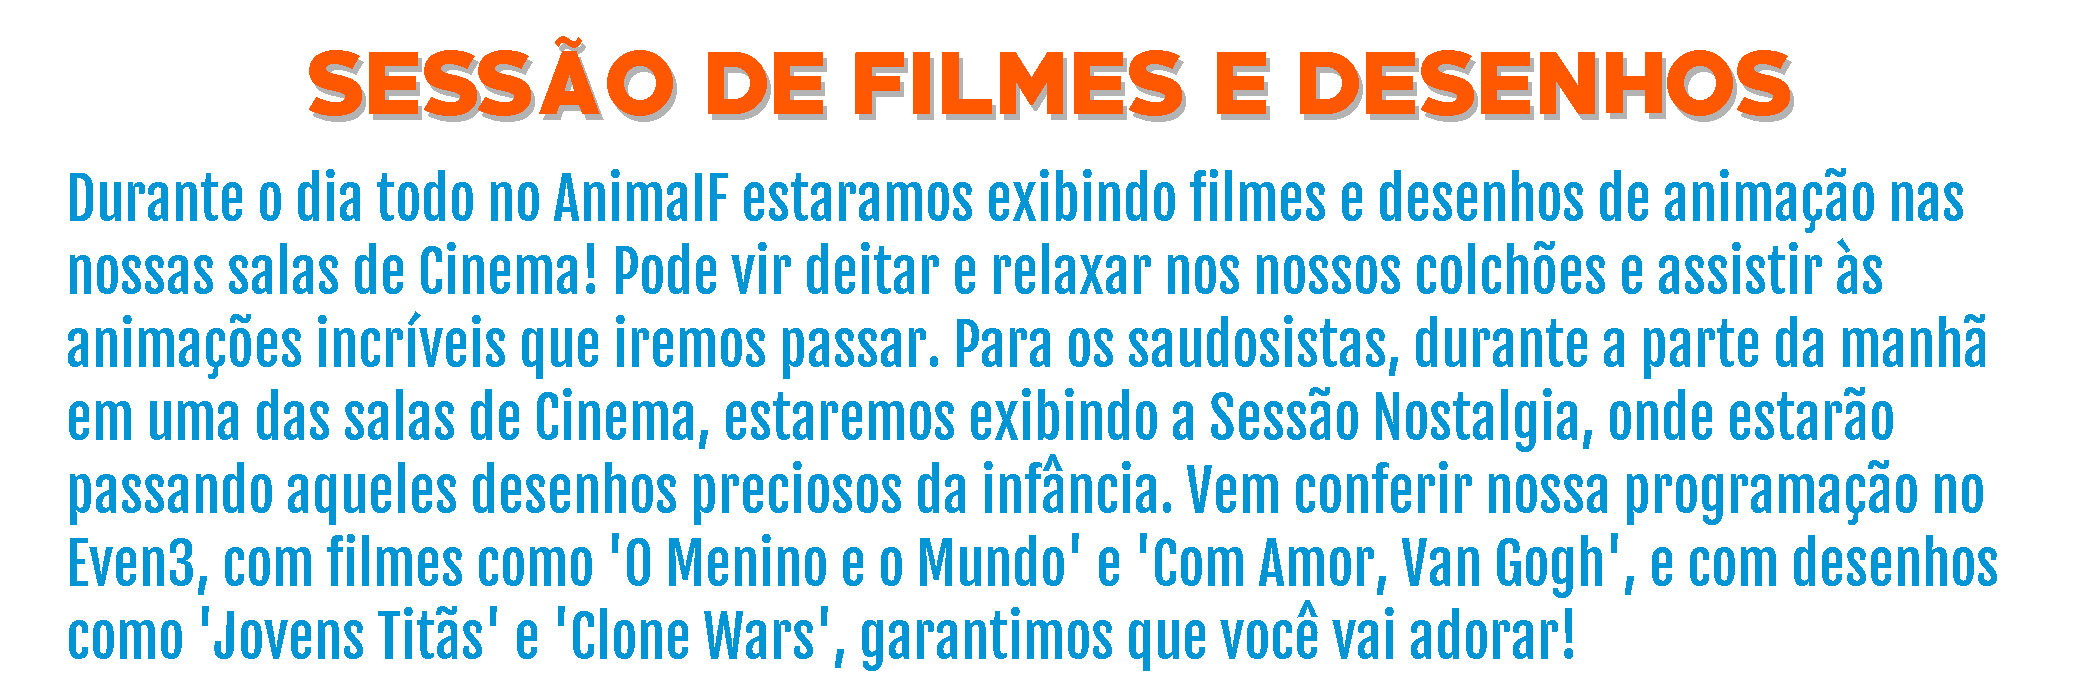 SESSÃO DE FILMES E DESENHOS
Durante o dia todo no AnimaIF estaramos exibindo filmes e desenhos de animação nas
nossas salas de Cinema! Pode vir deitar e relaxar nos nossos colchões e assistir às
animações incríveis que iremos passar. Para os saudosistas, durante a parte da manhã
em uma das salas de Cinema, estaremos exibindo a Sessão Nostalgia, onde estarão
passando aqueles desenhos preciosos da infância. Vem conferir nossa programação no
Even3, com filmes como 'O Menino e o Mundo' e 'Com Amor, Van Gogh', e com desenhos
como 'Jovens Titãs' e 'Clone Wars', garantimos que você vai adorar!